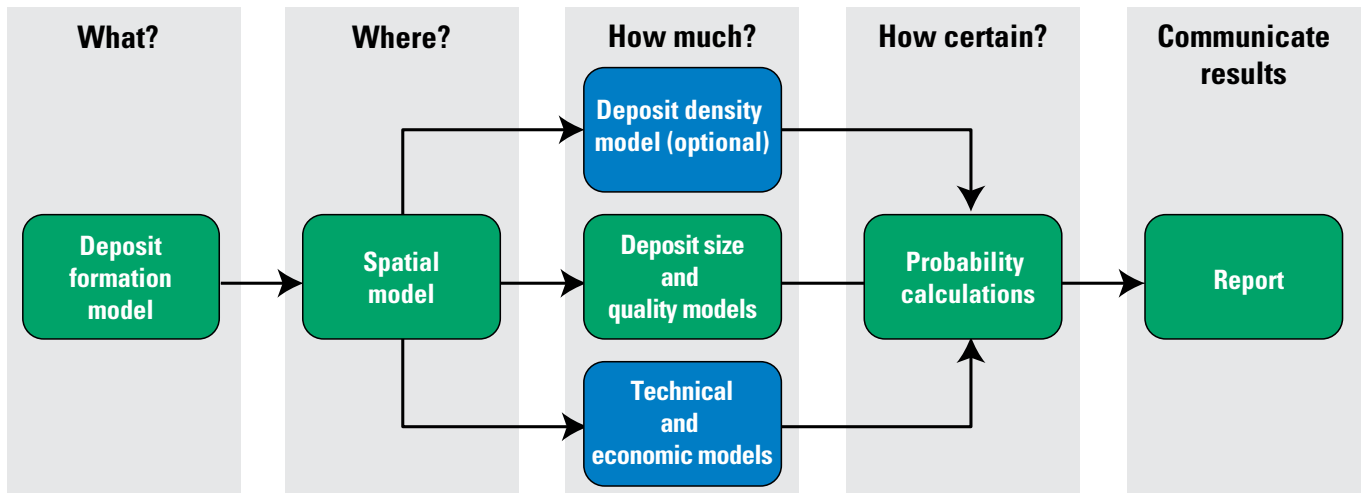 What?
Where?
How much?
How certain?
Communicate
results
Deposit density
model (optional)
Deposit
formation
model
Spatial
model
Deposit size
and
quality models
Probability
calculations
Report
Technical
and
economic models